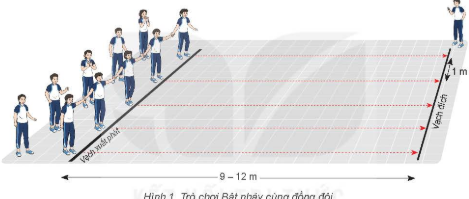 1 m
Vạch đích
Vạch xuất phát
9 – 12 m
Hình 1. Trò chơi Bật nhảy cùng đồng đội